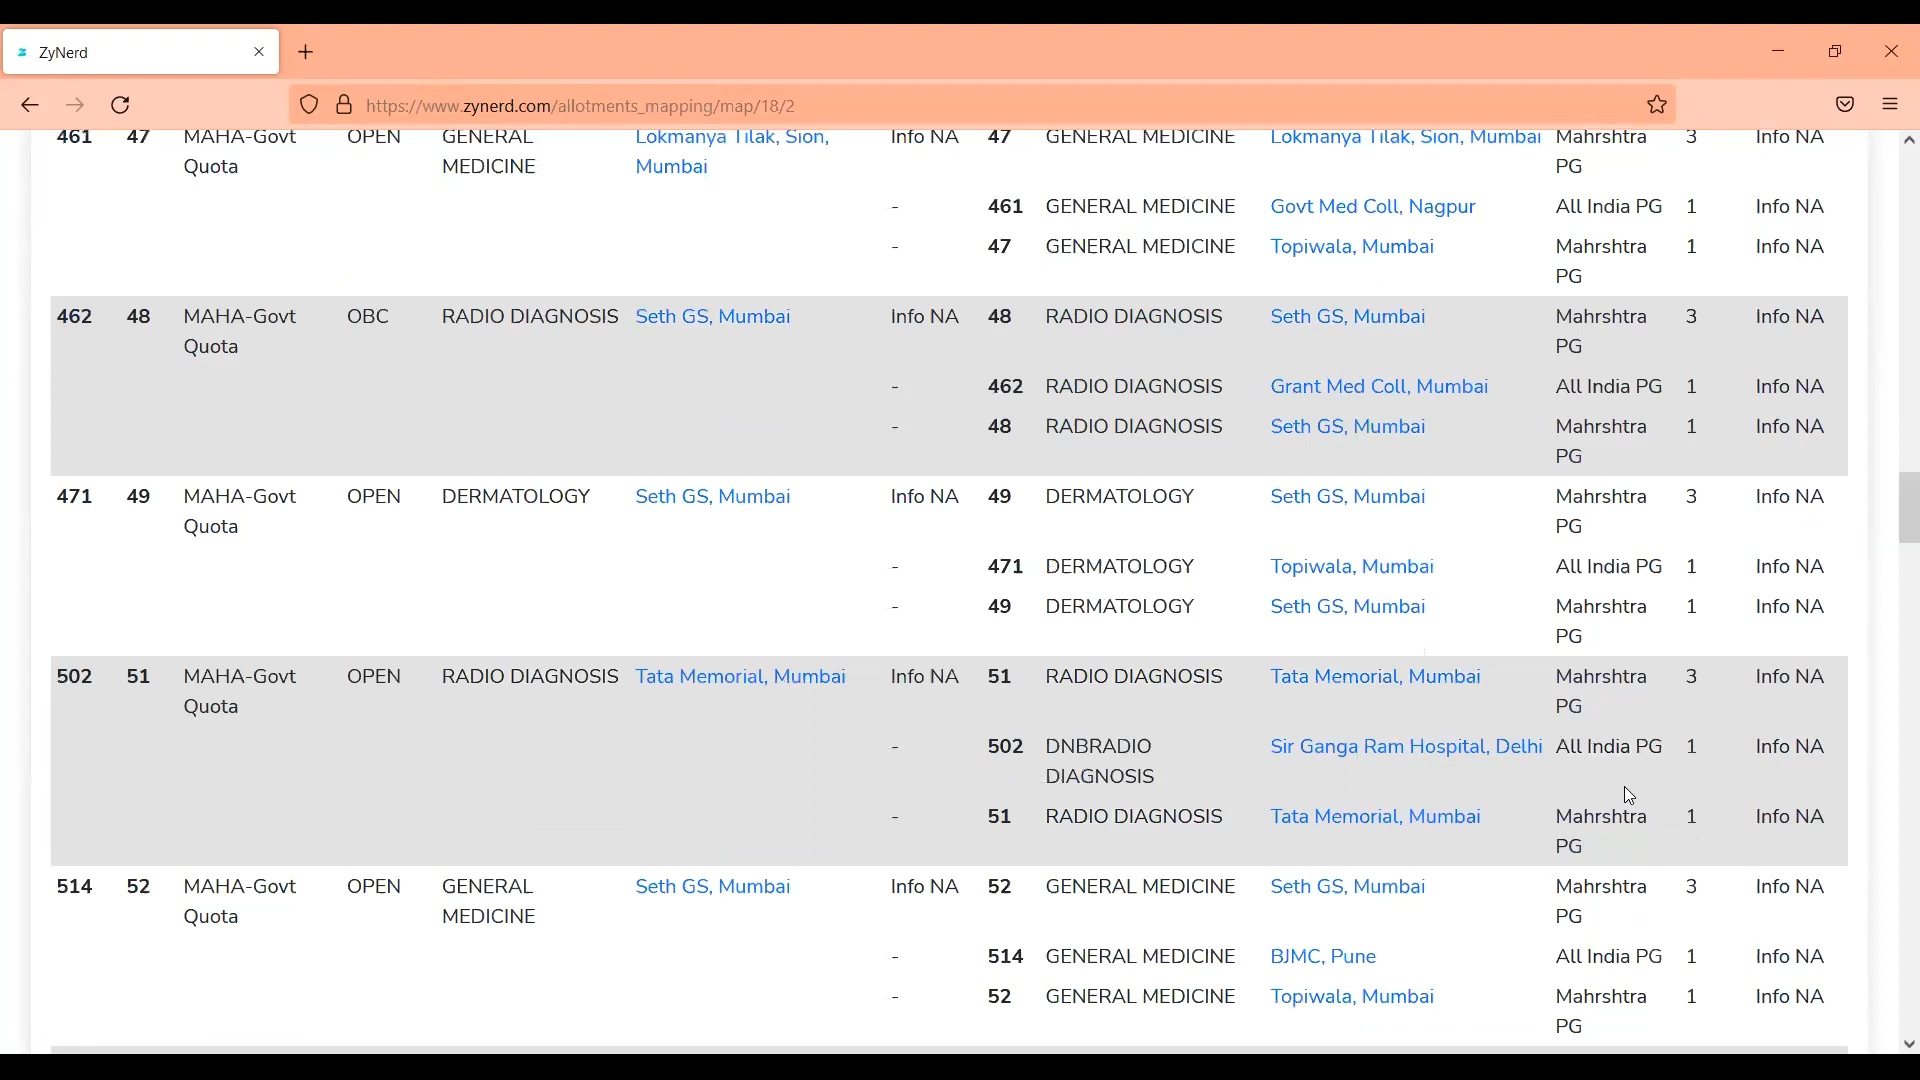 ZyNerd
https://www.zynerd.com/allotments_mapping/map/18/2
461 47 MAHA-Govt OPEN GENERAL Lokmanya Tilak, Sion, Info NA 47 GENERAL MEDICINE Lokmanya Tilak, Sion, Mumbai Mahrshtra 3 Info NA
Quota MEDICINE Mumbai PG
- 461 GENERAL MEDICINE Govt Med Coll, Nagpur All India PG 1 Info NA
- 47 GENERAL MEDICINE Topiwala, Mumbai Mahrshtra 1 Info NA
PG
462 48 MAHA-Govt OBC RADIO DIAGNOSIS Seth GS, Mumbai Info NA 48 RADIO DIAGNOSIS Seth GS, Mumbai Mahrshtra 3 Info NA
Quota PG
- 462 RADIO DIAGNOSIS Grant Med Coll, Mumbai All India PG 1 Info NA
- 48 RADIO DIAGNOSIS Seth GS, Mumbai Mahrshtra 1 Info NA
PG
471 49 MAHA-Govt OPEN DERMATOLOGY Seth GS, Mumbai Info NA 49 DERMATOLOGY Seth GS, Mumbai Mahrshtra 3 Info NA
Quota PG
- 471 DERMATOLOGY Topiwala, Mumbai All India PG 1 Info NA
- 49 DERMATOLOGY Seth GS, Mumbai Mahrshtra 1 Info NA
PG
502 51 MAHA-Govt OPEN RADIO DIAGNOSIS Tata Memorial, Mumbai Info NA 51 RADIO DIAGNOSIS Tata Memorial, Mumbai Mahrshtra 3 Info NA
Quota PG
- 502 DNBRADIO Sir Ganga Ram Hospital, Delhi All India PG 1 Info NA
DIAGNOSIS
- 51 RADIO DIAGNOSIS Tata Memorial, Mumbai Mahrshtra 1 Info NA
PG
514 52 MAHA-Govt OPEN GENERAL Seth GS, Mumbai Info NA 52 GENERAL MEDICINE Seth GS, Mumbai Mahrshtra 3 Info NA
Quota MEDICINE PG
- 514 GENERAL MEDICINE BJMC, Pune All India PG 1 Info NA
- 52 GENERAL MEDICINE Topiwala, Mumbai Mahrshtra 1 Info NA
PG